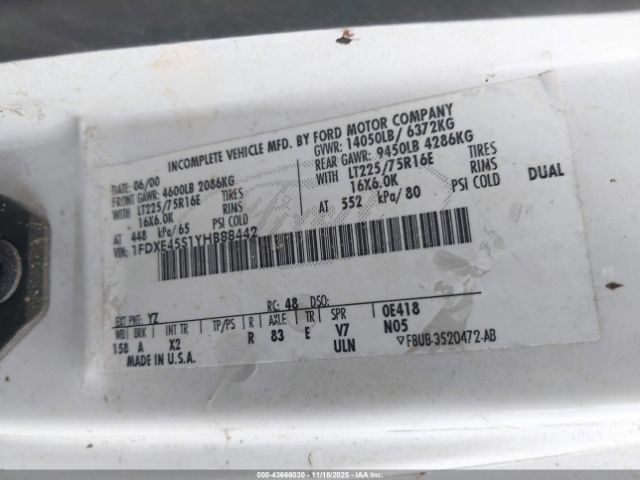 INCOMPLETE VEHICLE MFD. BY FORD MOTOR COMPANY
DATE: 06/00 GVWR: 14050LB/ 6372KG
FRONT GAWR: 4600LB 2086KG REAR GAWR: 9450LB 4286KG
WITH LT225/75R16E TIRES WITH LT225/75R16E TIRES DUAL
16X6.0K RIMS 16X6.0K RIMS
AT 448 kPa/65 PSI COLD AT 552 kPa/80 PSI COLD
VIN: 1FDXE45S1YHB88442
EXT PNT: YZ RC: 48 DSO:
WB BRK INT TR TP/PS R AXLE TR SPR 0E418
158 A X2 R 83 E V7 N05
MADE IN U.S.A. ULN ▽F8UB-3520472-AB
000-43666030 - 11/18/2025 - IAAI.COM